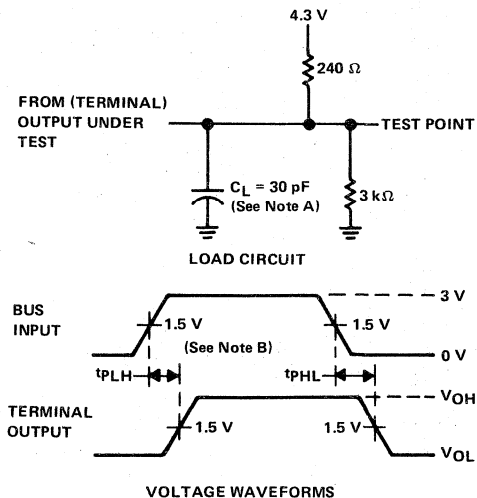 4.3 V
240 Ω
FROM (TERMINAL)
OUTPUT UNDER
TEST
TEST POINT
CL = 30 pF
(See Note A)
3 kΩ
LOAD CIRCUIT
BUS
INPUT
3 V
1.5 V
1.5 V
(See Note B)
0 V
tPLH
tPHL
TERMINAL
OUTPUT
VOH
1.5 V
1.5 V
VOL
VOLTAGE WAVEFORMS